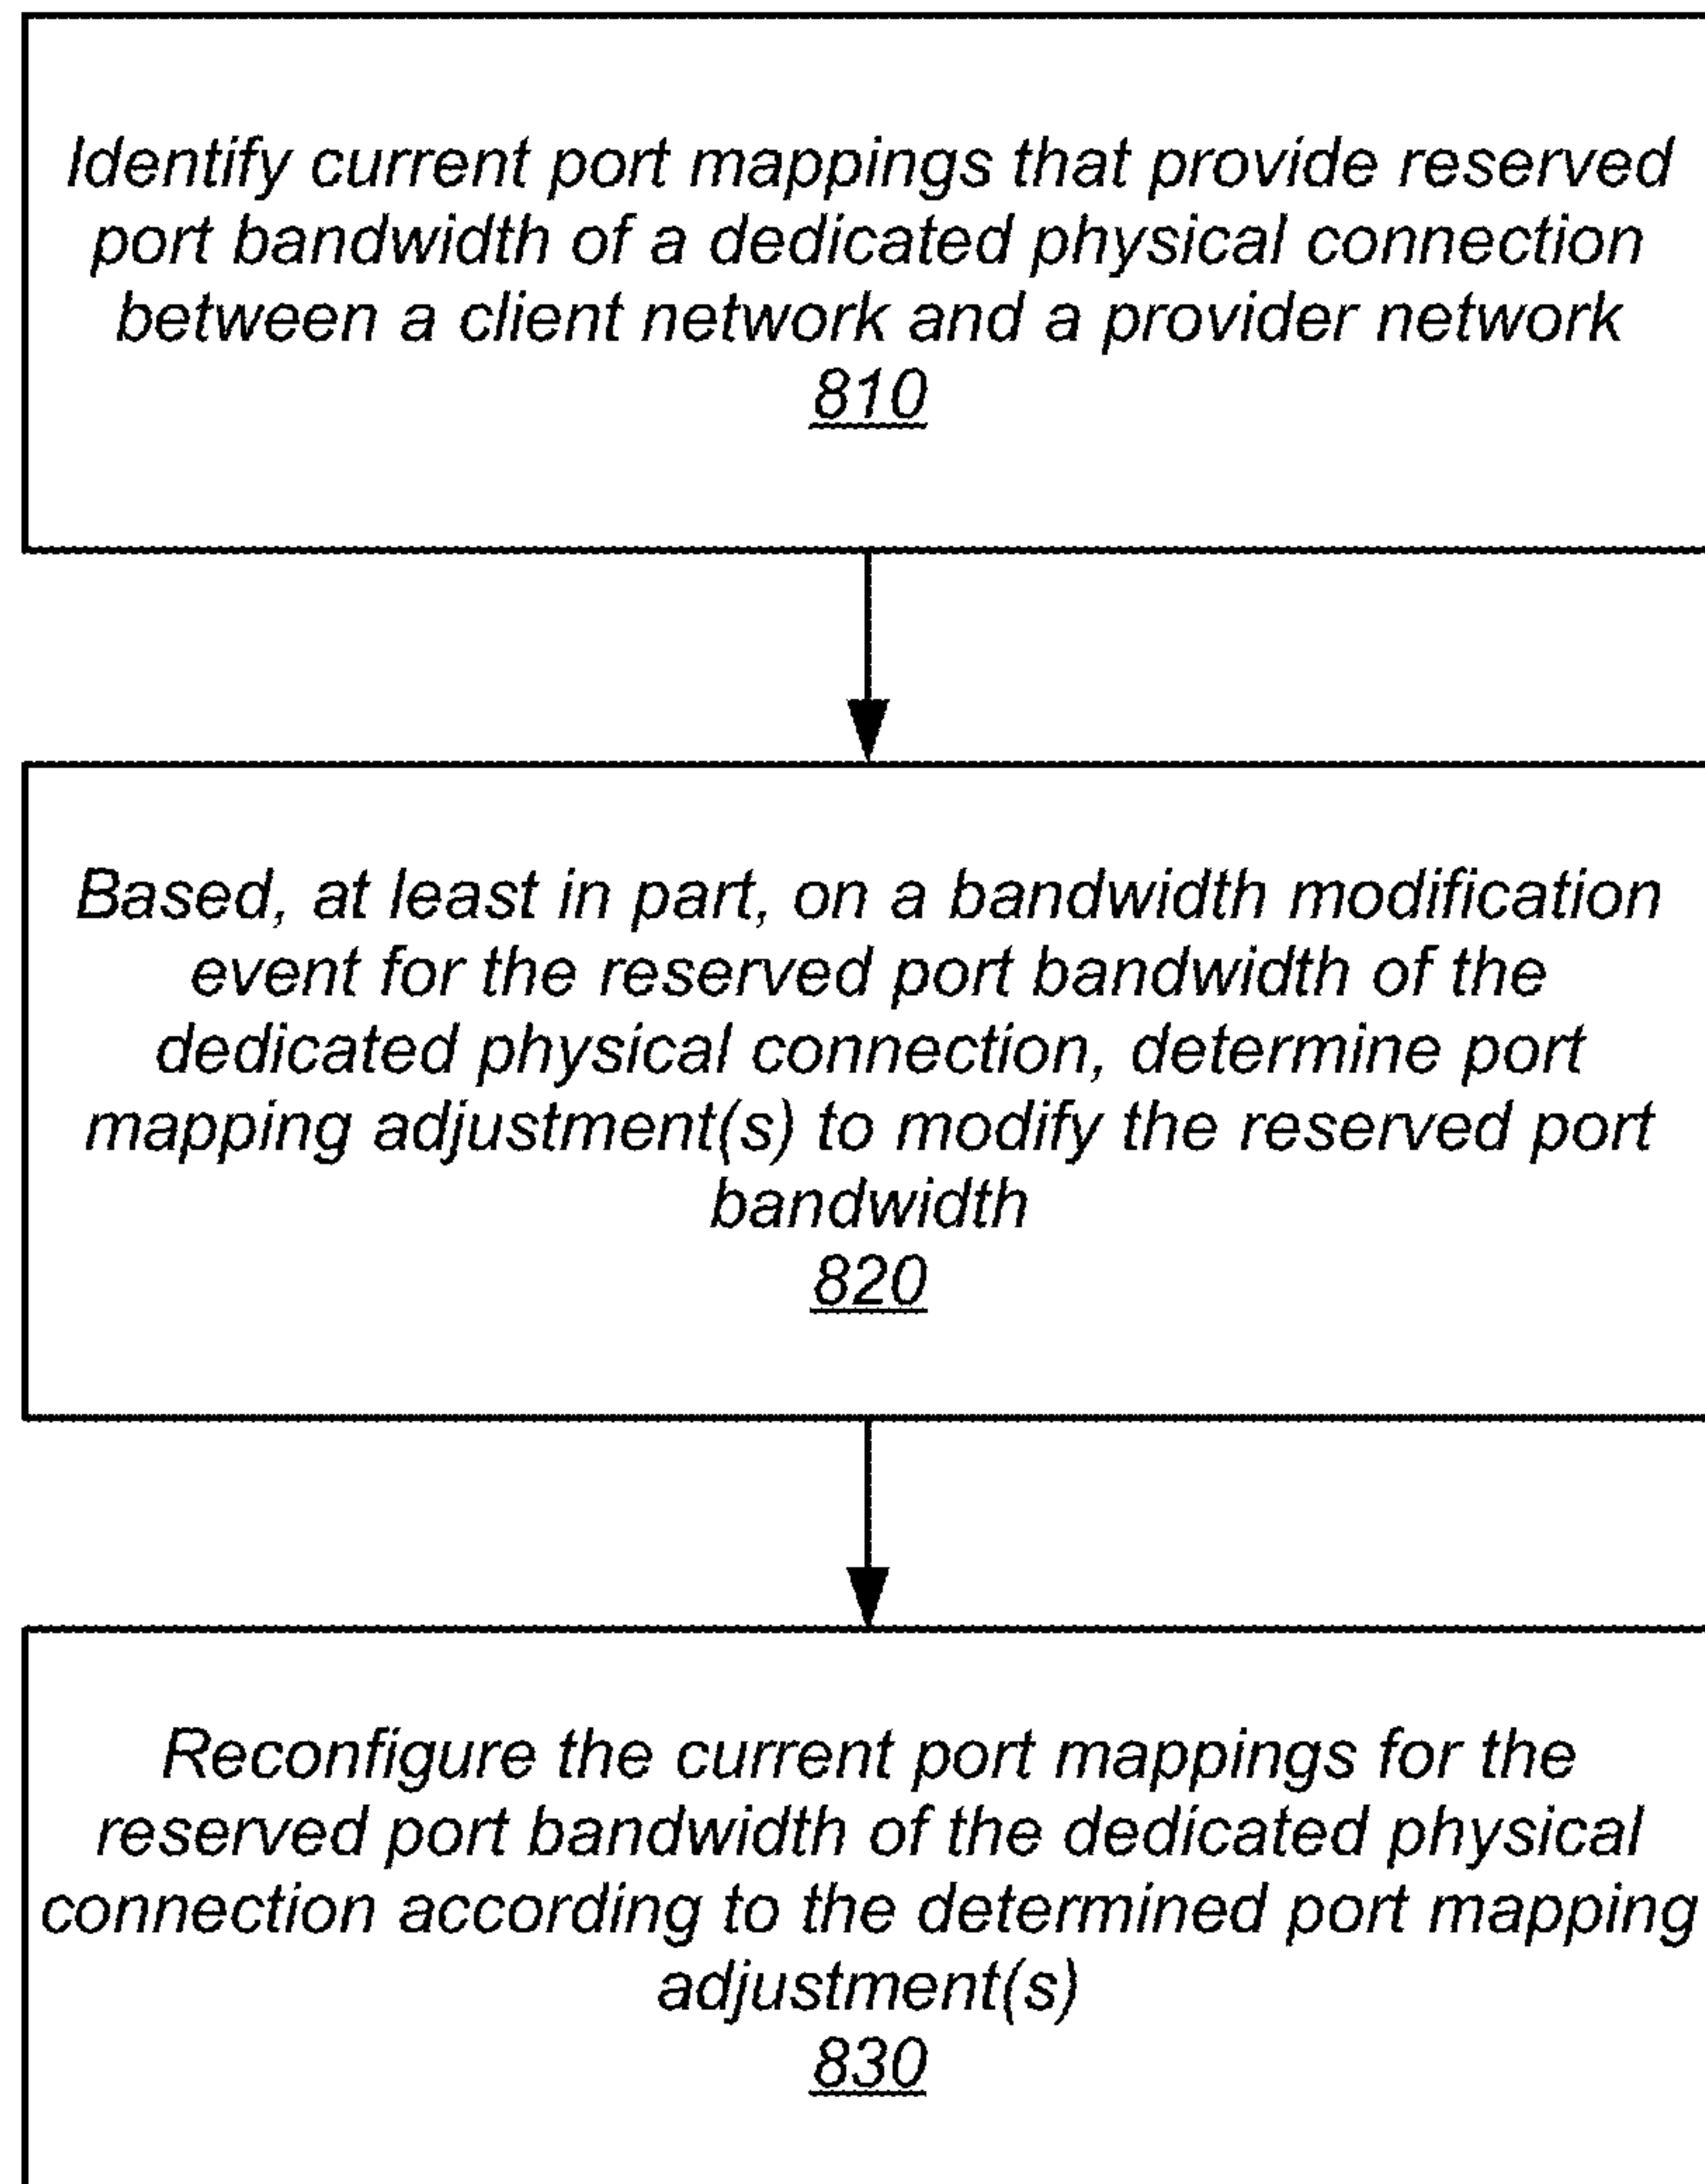 Identify current port mappings that provide reserved
port bandwidth of a dedicated physical connection
between a client network and a provider network
810
Based, at least in part, on a bandwidth modification
event for the reserved port bandwidth of the
dedicated physical connection, determine port
mapping adjustment(s) to modify the reserved port
bandwidth
820
Reconfigure the current port mappings for the
reserved port bandwidth of the dedicated physical
connection according to the determined port mapping
adjustment(s)
830